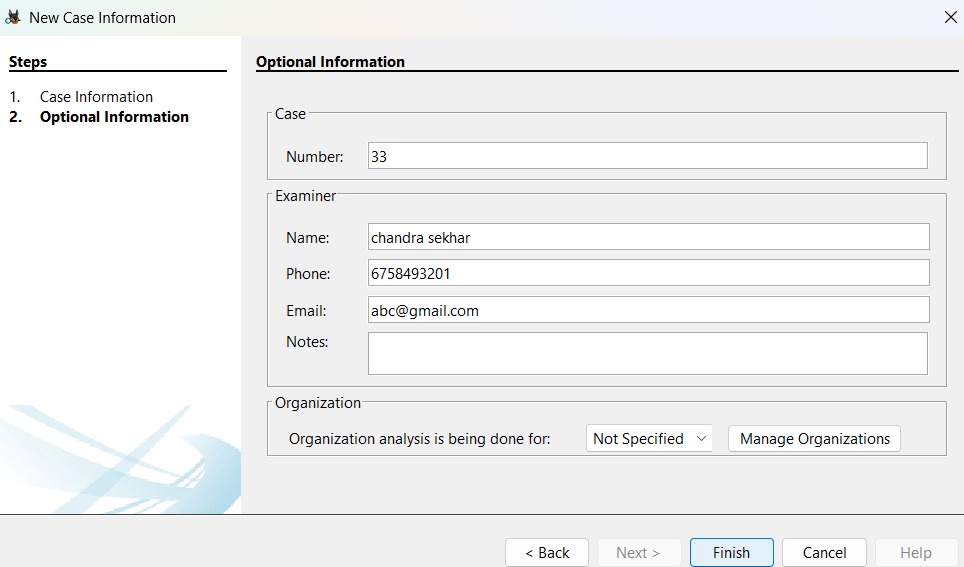 New Case Information
Steps
1. Case Information
2. Optional Information
Optional Information
Case
Number: 33
Examiner
Name: chandra sekhar
Phone: 6758493201
Email: abc@gmail.com
Notes:
Organization
Organization analysis is being done for: Not Specified Manage Organizations
< Back Next > Finish Cancel Help